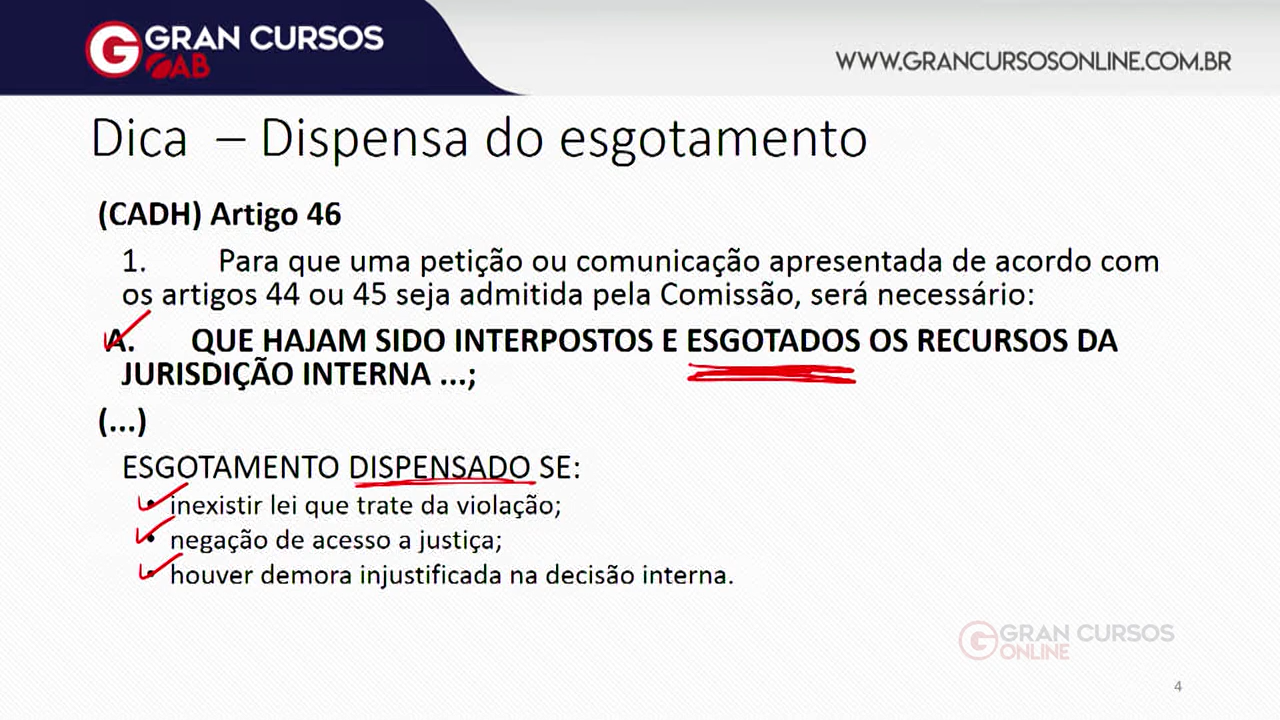 GRAN CURSOS
OAB
WWW.GRANCURSOSONLINE.COM.BR
Dica – Dispensa do esgotamento
(CADH) Artigo 46
1. Para que uma petição ou comunicação apresentada de acordo com
os artigos 44 ou 45 seja admitida pela Comissão, será necessário:
A. QUE HAJAM SIDO INTERPOSTOS E ESGOTADOS OS RECURSOS DA
JURISDIÇÃO INTERNA ...;
(...)
ESGOTAMENTO DISPENSADO SE:
• inexistir lei que trate da violação;
• negação de acesso a justiça;
• houver demora injustificada na decisão interna.
GRAN CURSOS
ONLINE
4